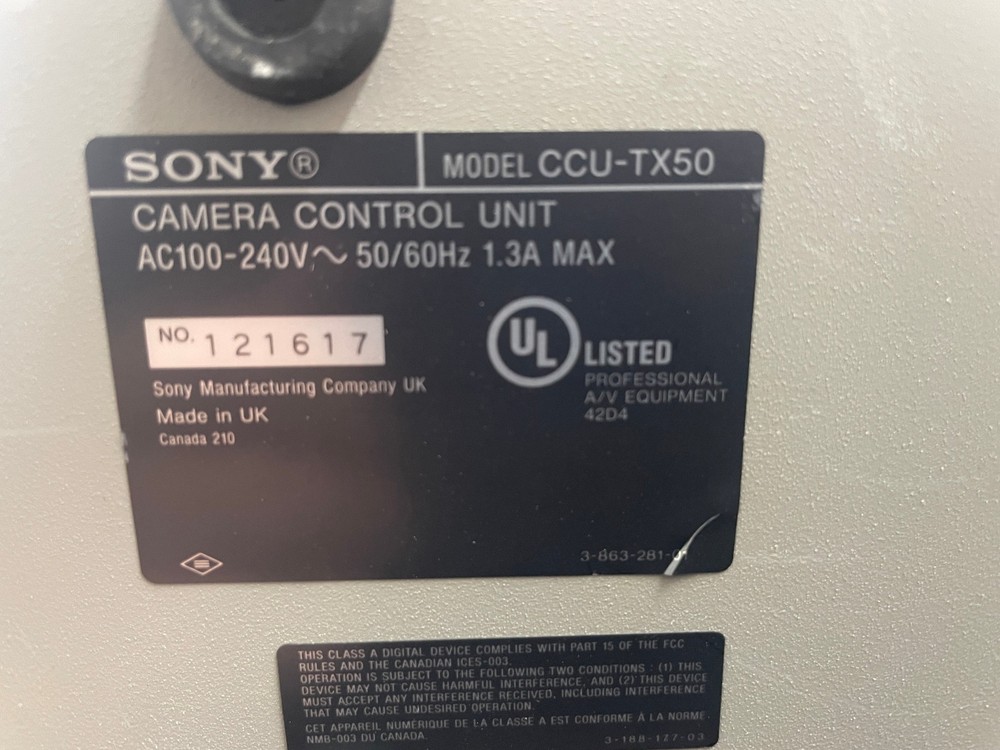 SONY®
MODEL CCU-TX50
CAMERA CONTROL UNIT
AC100-240V～ 50/60Hz 1.3A MAX
NO. 121617
UL LISTED
PROFESSIONAL
A/V EQUIPMENT
42D4
Sony Manufacturing Company UK
Made in UK
Canada 210
3-863-281-01
THIS CLASS A DIGITAL DEVICE COMPLIES WITH PART 15 OF THE FCC
RULES AND THE CANADIAN ICES-003.
OPERATION IS SUBJECT TO THE FOLLOWING TWO CONDITIONS : (1) THIS
DEVICE MAY NOT CAUSE HARMFUL INTERFERENCE, AND (2) THIS DEVICE
MUST ACCEPT ANY INTERFERENCE RECEIVED, INCLUDING INTERFERENCE
THAT MAY CAUSE UNDESIRED OPERATION.
CET APPAREIL NUMÉRIQUE DE LA CLASSE A EST CONFORME À LA NORME
NMB-003 DU CANADA.
3-188-177-03